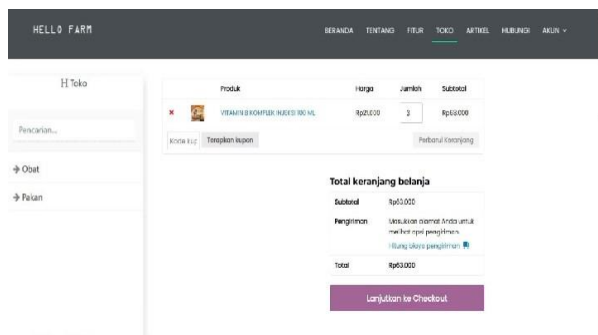 HELLO FARM
BERANDA TENTANG FITUR TOKO ARTIKEL HUBUNGI AKUN
Toko
Pencarian...
Obat
Pakan
Produk Harga Jumlah Subtotal
VITAMIN B KOMPLEK INJEKSI 100 ML Rp21.000 3 Rp63.000
Kode kup Terapkan kupon Perbarui Keranjang
Total keranjang belanja
Subtotal Rp63.000
Pengiriman Masukkan alamat Anda untuk
melihat opsi pengiriman.
Hitung biaya pengiriman
Total Rp63.000
Lanjutkan ke Checkout